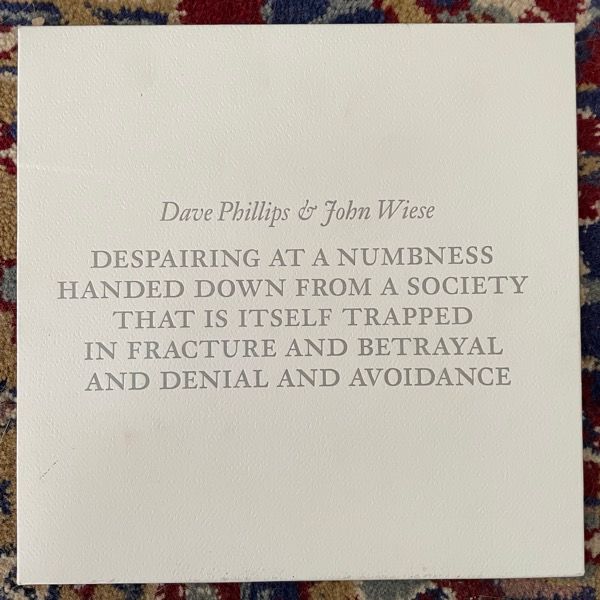 Dave Phillips & John Wiese
DESPAIRING AT A NUMBNESS
HANDED DOWN FROM A SOCIETY
THAT IS ITSELF TRAPPED
IN FRACTURE AND BETRAYAL
AND DENIAL AND AVOIDANCE